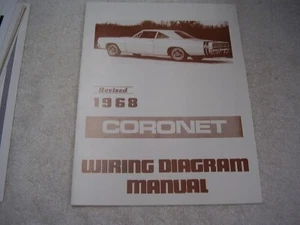 Revised
1968
CORONET
WIRING DIAGRAM
MANUAL